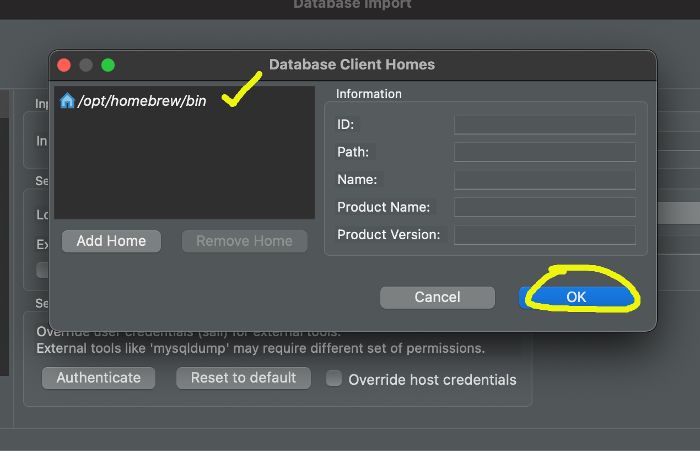 Database Import
Database Client Homes
/opt/homebrew/bin
Information
ID:
Path:
Name:
Product Name:
Product Version:
Add Home
Remove Home
Cancel
OK
In
Se
Lo
Ex
Se
Override user credentials (sali) for external tools.
External tools like 'mysqldump' may require different set of permissions.
Authenticate
Reset to default
Override host credentials